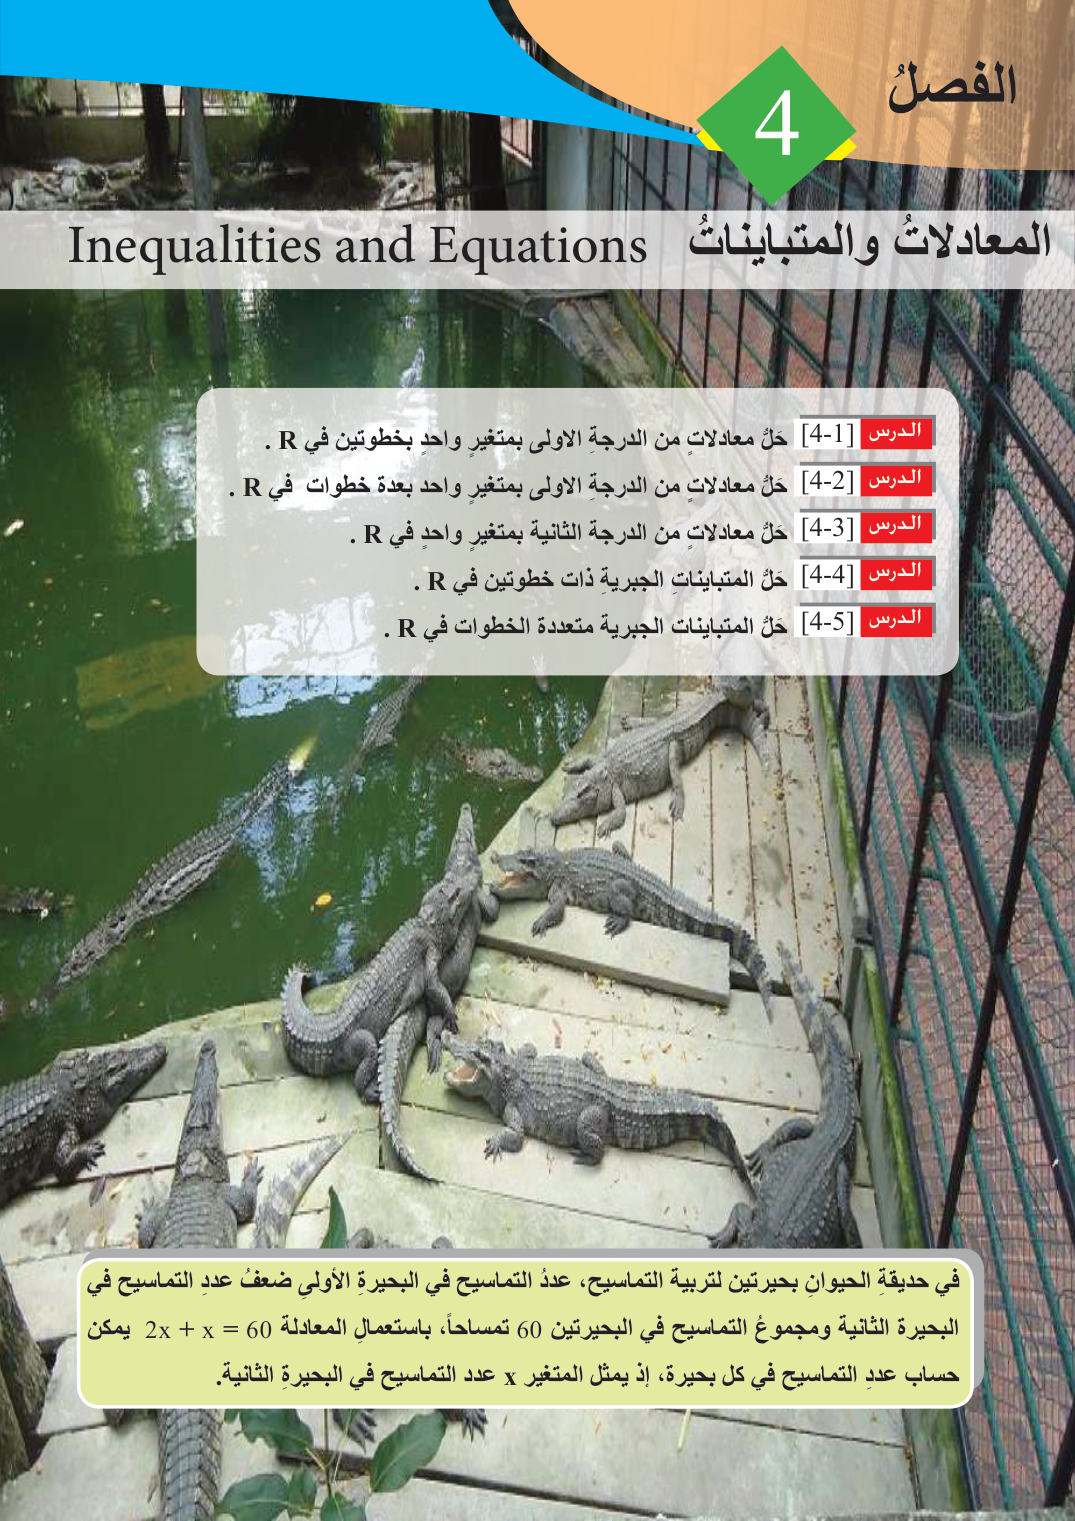 الفصلُ
4
المعادلاتُ والمتبايناتُ Inequalities and Equations
الدرس [4-1] حَلُّ معادلاتٍ من الدرجةِ الاولى بمتغيرٍ واحدٍ بخطوتين في R .
الدرس [4-2] حَلُّ معادلاتٍ من الدرجةِ الاولى بمتغيرٍ واحد بعدة خطوات في R .
الدرس [4-3] حَلُّ معادلاتٍ من الدرجة الثانية بمتغيرٍ واحدٍ في R .
الدرس [4-4] حَلُّ المتبايناتِ الجبريةِ ذات خطوتين في R .
الدرس [4-5] حَلُّ المتباينات الجبرية متعددة الخطوات في R .
في حديقةِ الحيوانِ بحيرتين لتربية التماسيح، عددُ التماسيح في البحيرةِ الأولىِ ضعفُ عددِ التماسيح في
البحيرة الثانية ومجموعُ التماسيح في البحيرتين 60 تمساحاً، باستعمالِ المعادلة 2x + x = 60 يمكن
حساب عددِ التماسيح في كل بحيرة، إذ يمثل المتغير x عدد التماسيح في البحيرةِ الثانية.